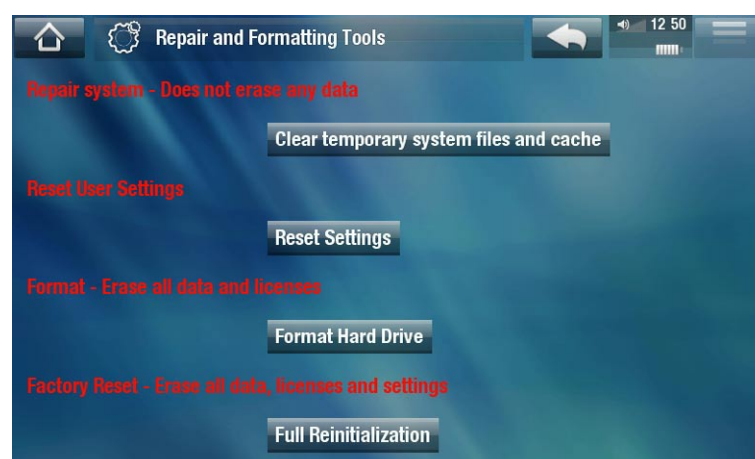 Repair and Formatting Tools
12 50
Repair system - Does not erase any data
Clear temporary system files and cache
Reset User Settings
Reset Settings
Format - Erase all data and licenses
Format Hard Drive
Factory Reset - Erase all data, licenses and settings
Full Reinitialization